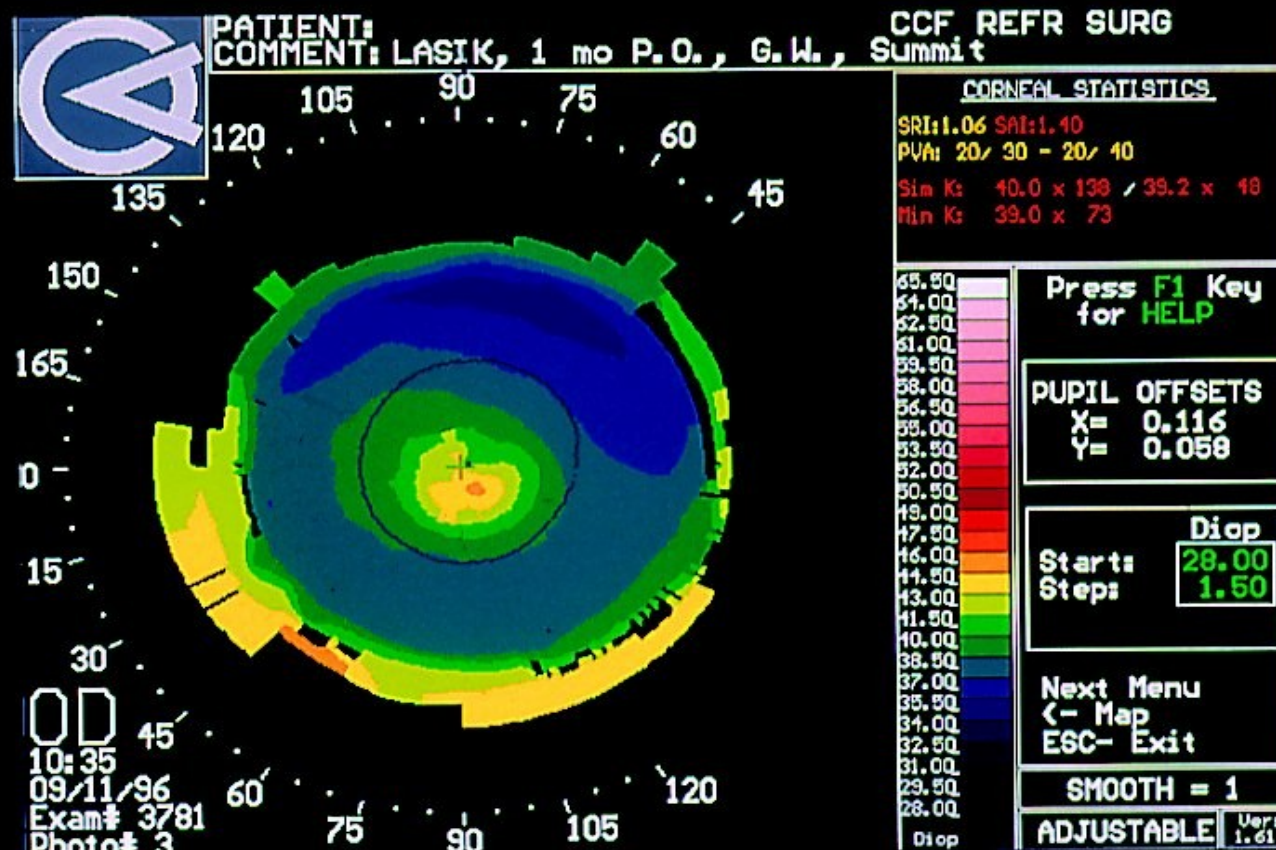 PATIENT:
COMMENT: LASIK, 1 mo P.O., G.W., Summit
CCF REFR SURG
105
90
75
120
60
135
45
150
165
0
15
30
45
60
75
90
105
120
CORNEAL STATISTICS
SRI:1.06 SAI:1.40
PVA: 20/ 30 - 20/ 40
Sim K: 40.0 x 138 / 39.2 x 48
Min K: 39.0 x 73
65.50
64.00
62.50
61.00
59.50
58.00
56.50
55.00
53.50
52.00
50.50
49.00
47.50
46.00
44.50
43.00
41.50
40.00
38.50
37.00
35.50
34.00
32.50
31.00
29.50
28.00
Diop
Press F1 Key
for HELP
PUPIL OFFSETS
X= 0.116
Y= 0.058
Diop
Start: 28.00
Step: 1.50
Next Menu
<- Map
ESC- Exit
SMOOTH = 1
ADJUSTABLE
1.61
OD
10:35
09/11/96
Exam# 3781
Photo# 3